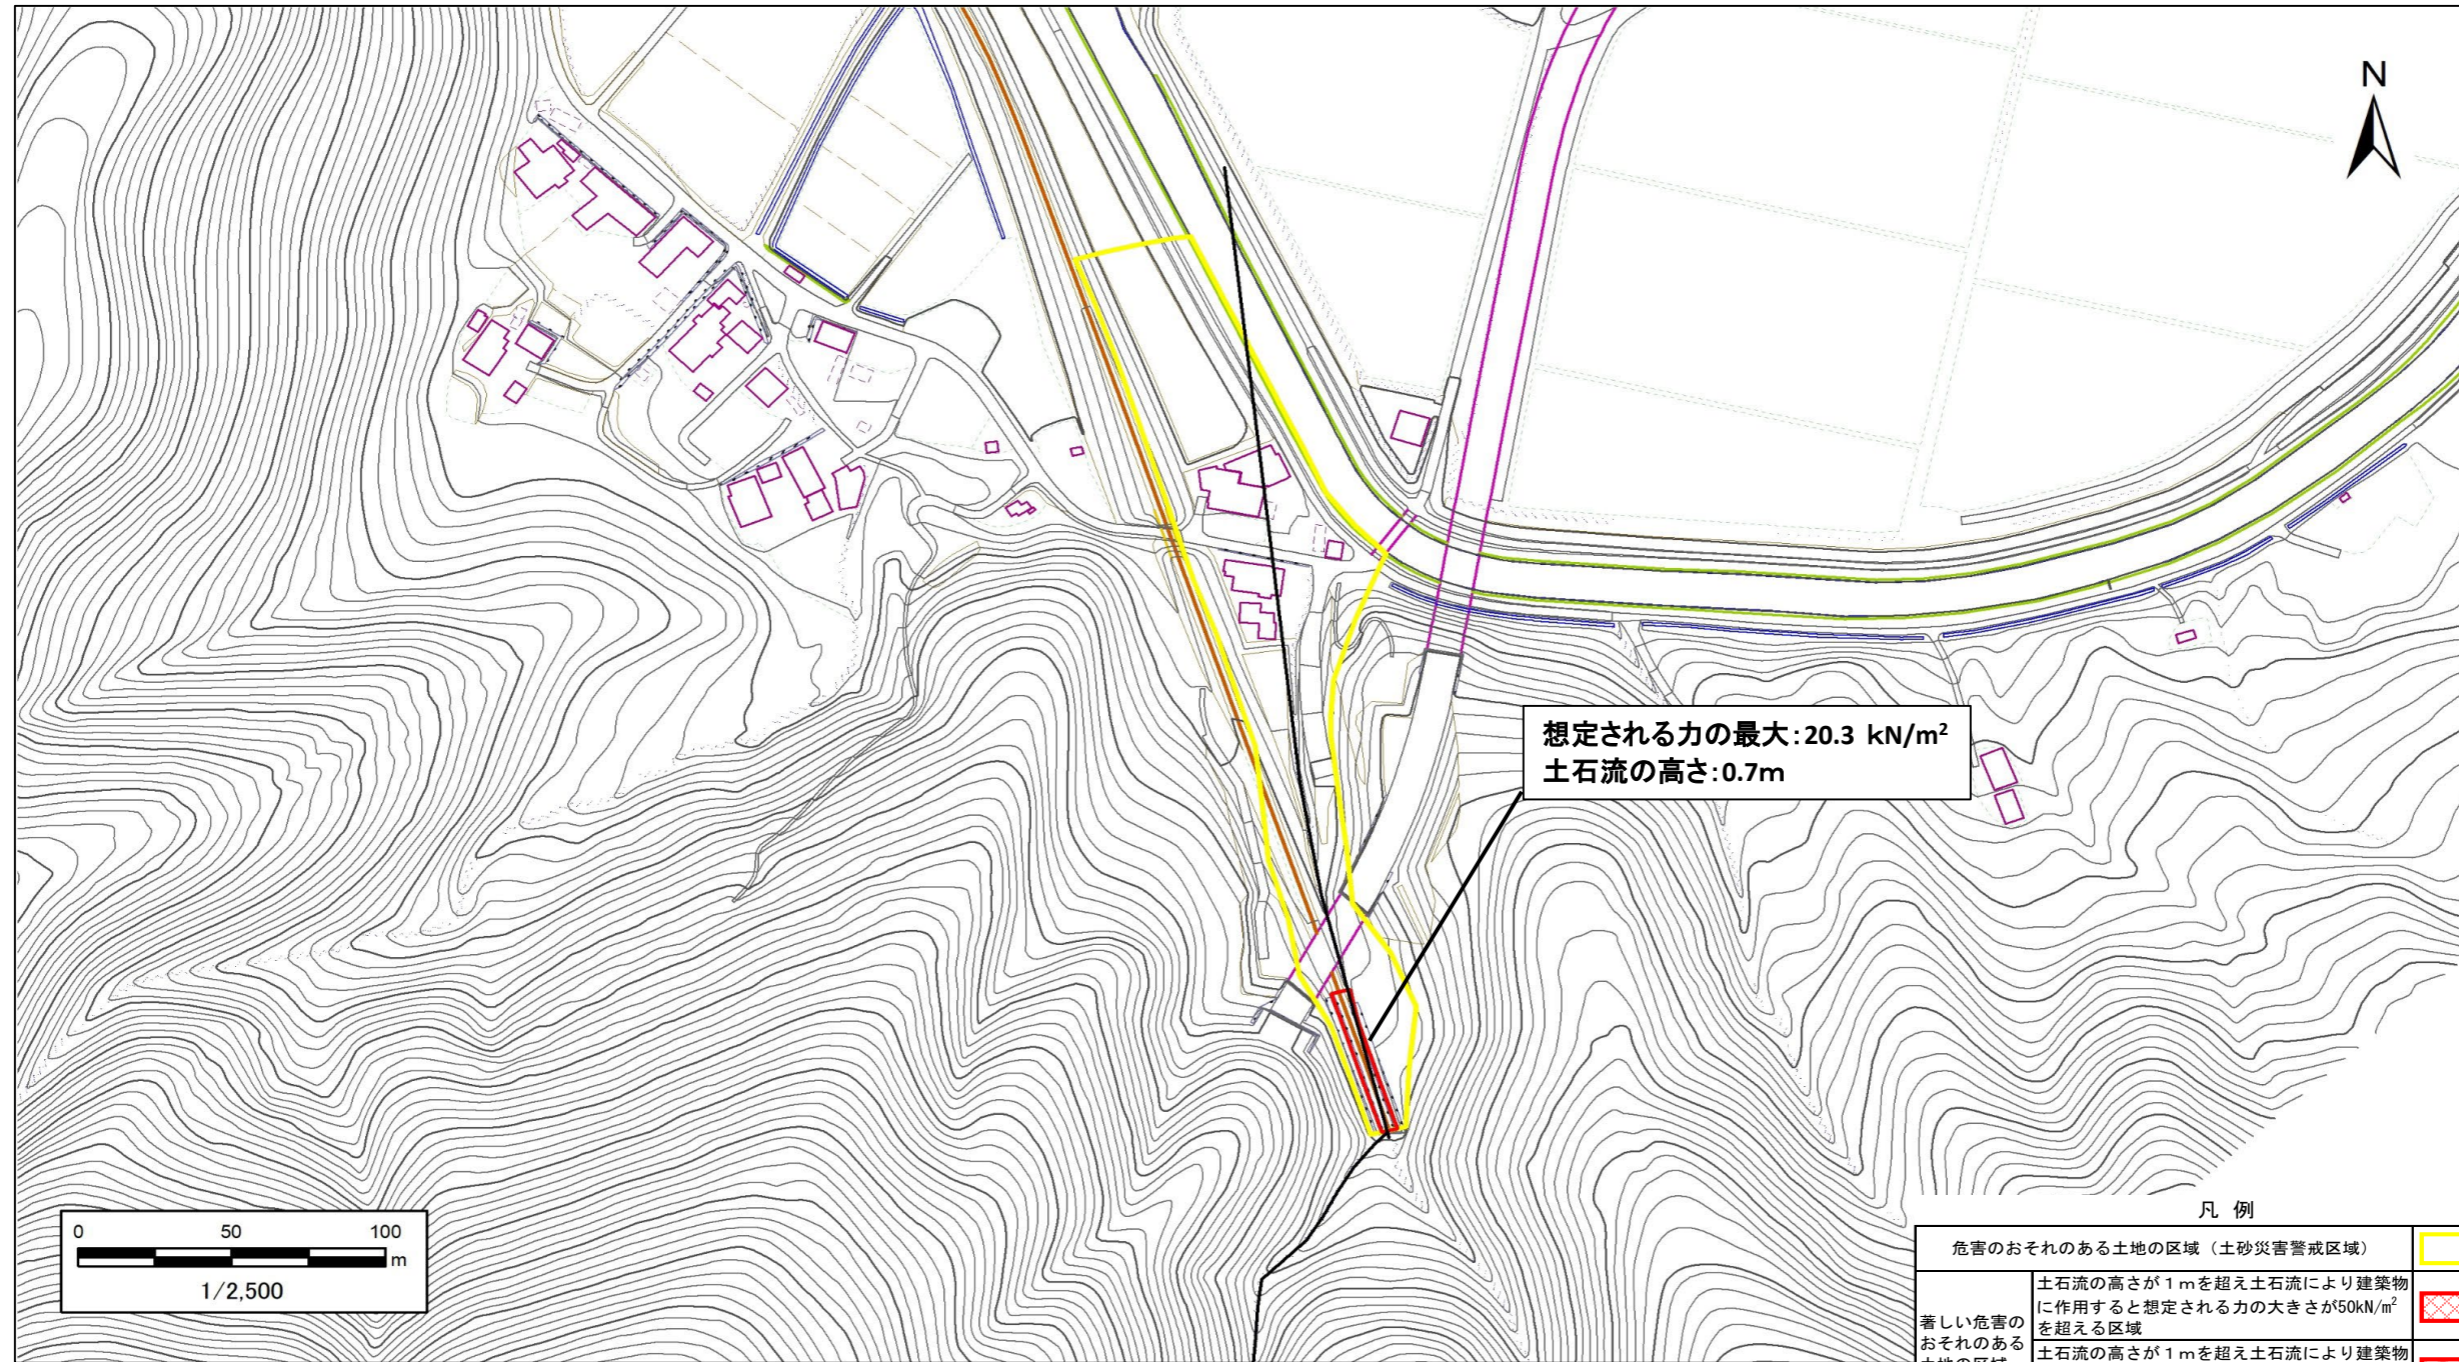 N
想定される力の最大:20.3 kN/m²
土石流の高さ:0.7m
0 50 100
m
1/2,500
凡 例
危害のおそれのある土地の区域（土砂災害警戒区域）
著しい危害の
おそれのある
土地の区域
土石流の高さが１ｍを超え土石流により建築物
に作用すると想定される力の大きさが50kN/m²
を超える区域
土石流の高さが１ｍを超え土石流により建築物